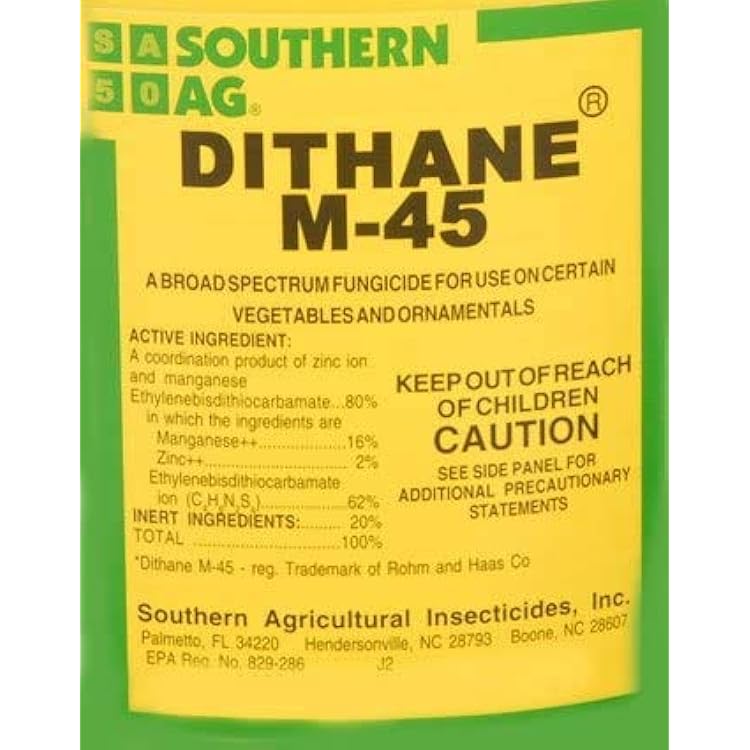 SA SOUTHERN
50 AG®
DITHANE®
M-45
A BROAD SPECTRUM FUNGICIDE FOR USE ON CERTAIN
VEGETABLES AND ORNAMENTALS
ACTIVE INGREDIENT:
A coordination product of zinc ion
and manganese
Ethylenebisdithiocarbamate...80%
in which the ingredients are
Manganese++....................16%
Zinc++......................... 2%
Ethylenebisdithiocarbamate
ion (C₄H₆N₂S₄)....................62%
INERT INGREDIENTS:......... 20%
TOTAL ..........................100%
KEEP OUT OF REACH
OF CHILDREN
CAUTION
SEE SIDE PANEL FOR
ADDITIONAL PRECAUTIONARY
STATEMENTS
*Dithane M-45 - reg. Trademark of Rohm and Haas Co
Southern Agricultural Insecticides, Inc.
Palmetto, FL 34220 Hendersonville, NC 28793 Boone, NC 28607
EPA Reg. No. 829-286 J2